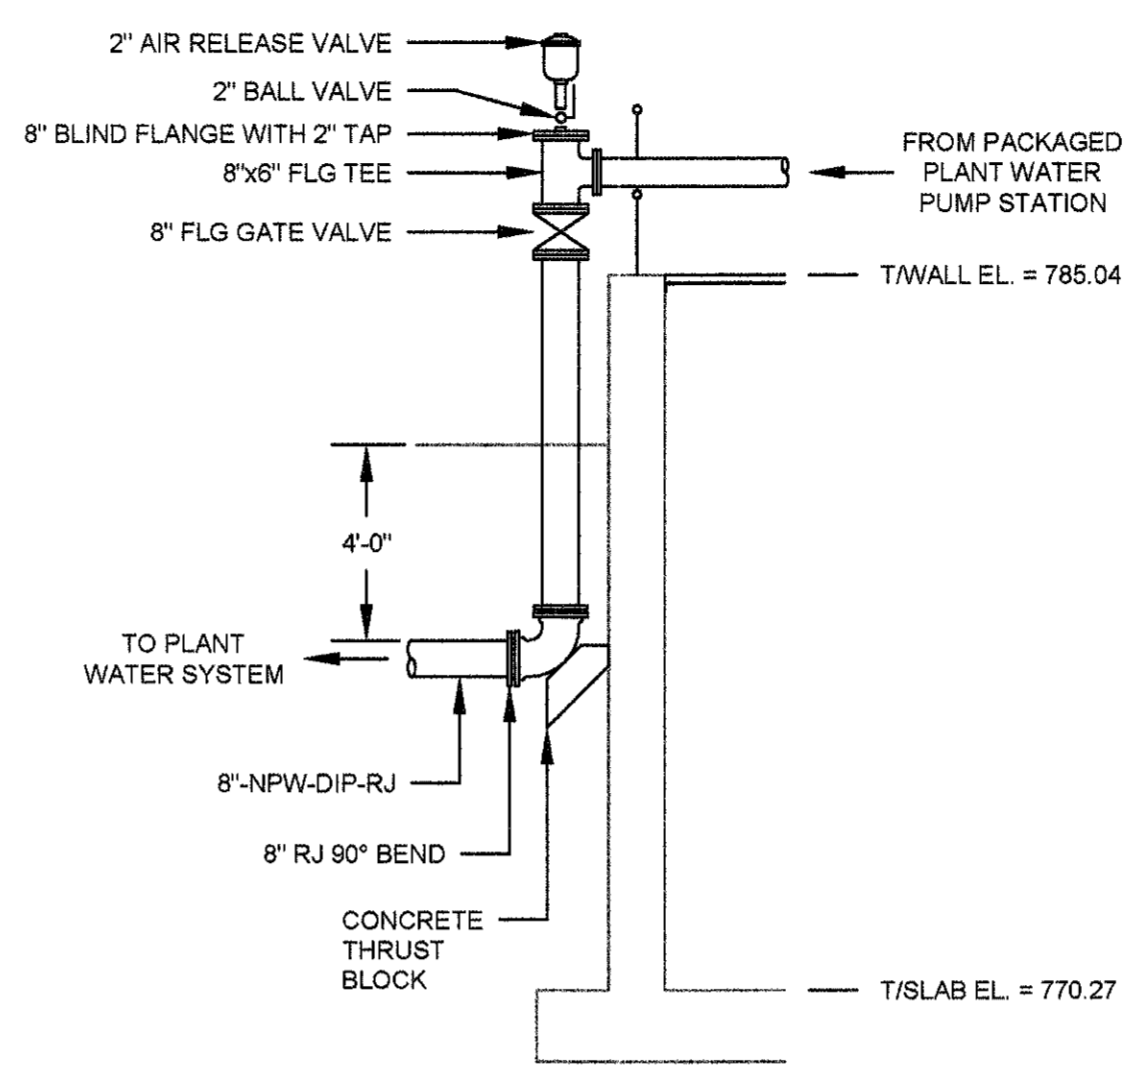 2" AIR RELEASE VALVE
2" BALL VALVE
8" BLIND FLANGE WITH 2" TAP
8"x6" FLG TEE
8" FLG GATE VALVE
FROM PACKAGED
PLANT WATER
PUMP STATION
T/WALL EL. = 785.04
4'-0"
TO PLANT
WATER SYSTEM
8"-NPW-DIP-RJ
8" RJ 90° BEND
CONCRETE
THRUST
BLOCK
T/SLAB EL. = 770.27